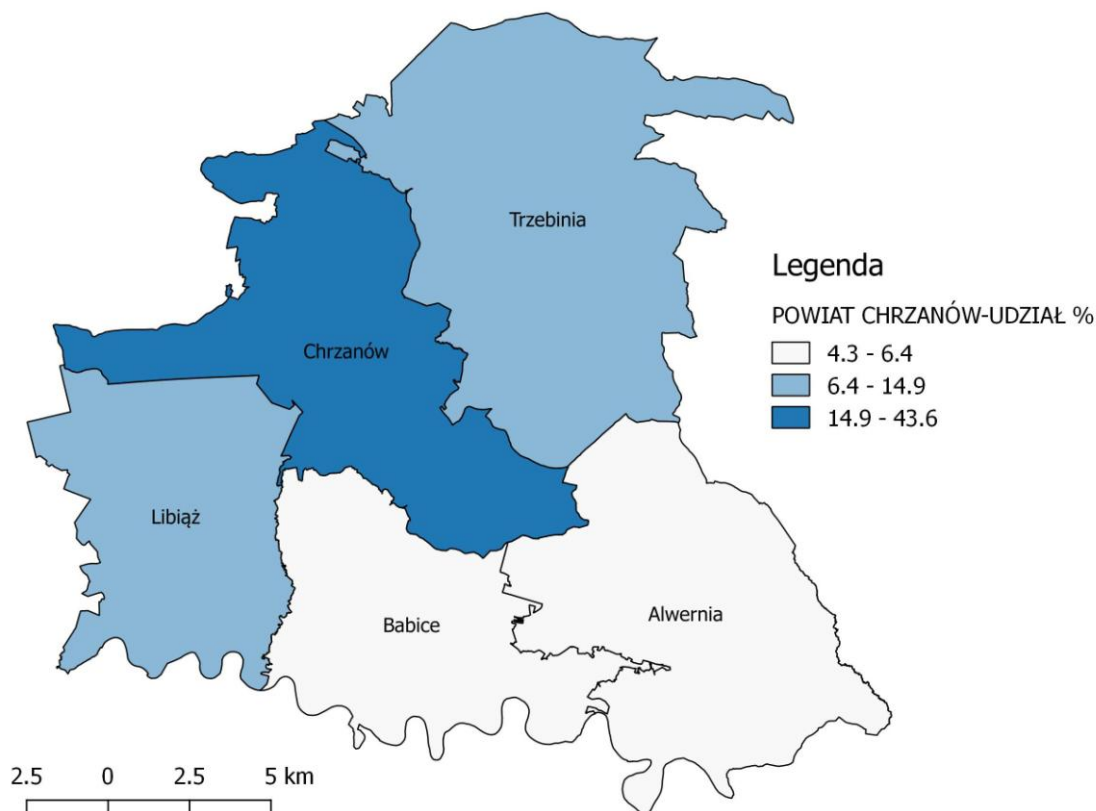 Trzebinia
Legenda
POWIAT CHRZANÓW-UDZIAŁ %
4.3 - 6.4
6.4 - 14.9
14.9 - 43.6
Chrzanów
Libiąż
Babice
Alwernia
2.5 0 2.5 5 km